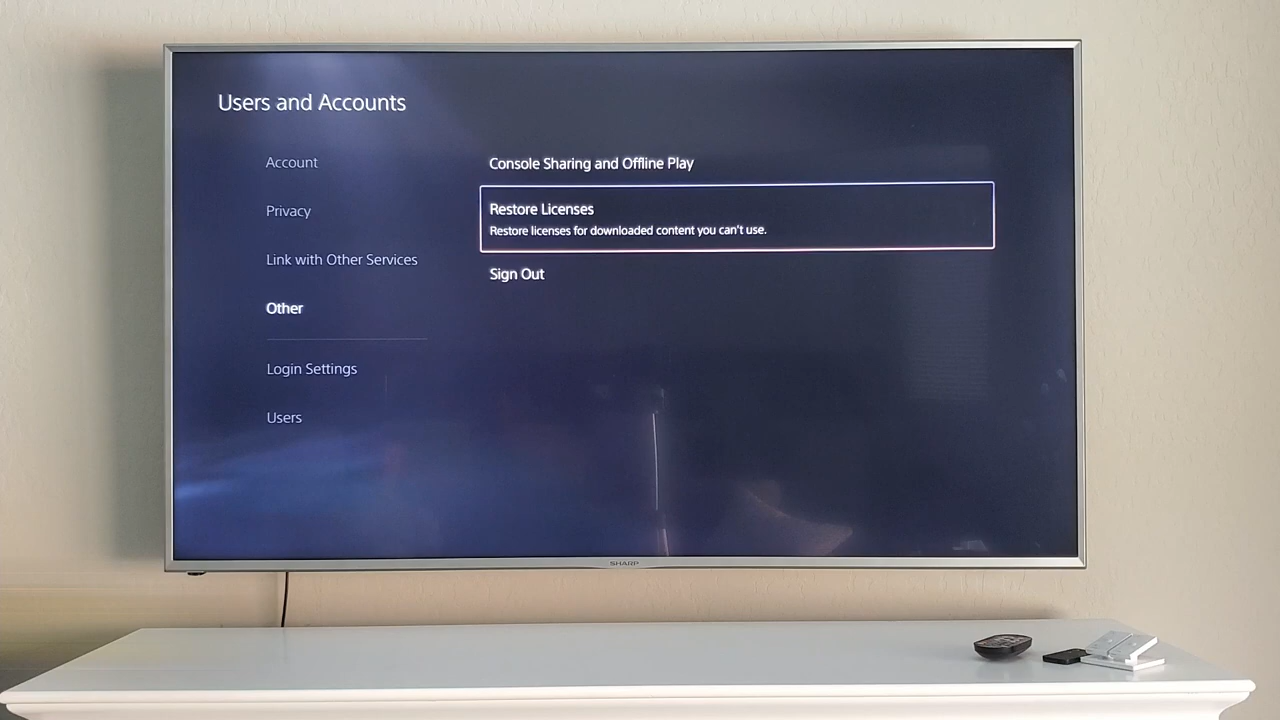 Users and Accounts
Account
Privacy
Link with Other Services
Other
Login Settings
Users
Console Sharing and Offline Play
Restore Licenses
Restore licenses for downloaded content you can't use.
Sign Out
SHARP